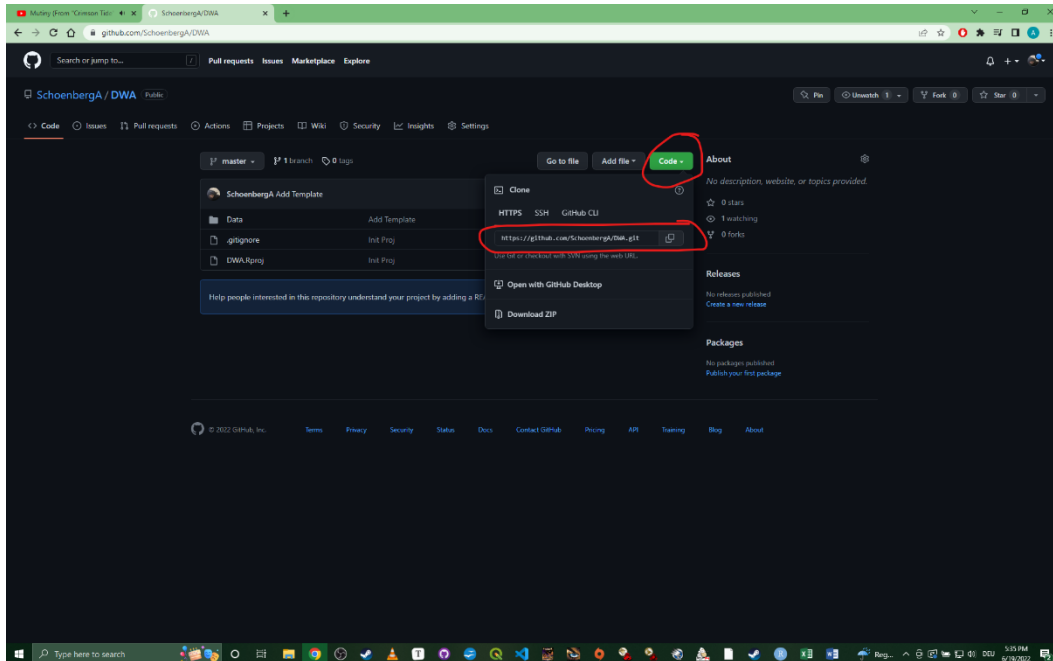 Mutiny (From "Crimson Tide
SchoenbergA/DWA
github.com/SchoenbergA/DWA
Search or jump to...
/
Pull requests Issues Marketplace Explore
SchoenbergA / DWA Public
Pin
Unwatch 1
Fork 0
Star 0
Code Issues Pull requests Actions Projects Wiki Security Insights Settings
master
1 branch
0 tags
Go to file
Add file
Code
About
No description, website, or topics provided.
SchoenbergA Add Template
Clone
HTTPS SSH GitHub CLI
0 stars
Data Add Template
1 watching
.gitignore Init Proj
https://github.com/SchoenbergA/DWA.git
0 forks
DWA.Rproj Init Proj
Use Git or checkout with SVN using the web URL.
Open with GitHub Desktop
Releases
Help people interested in this repository understand your project by adding a RE
No releases published
Create a new release
Download ZIP
Packages
No packages published
Publish your first package
© 2022 GitHub, Inc. Terms Privacy Security Status Docs Contact GitHub Pricing API Training Blog About
Type here to search
Reg...
DEU
5:35 PM
6/19/2022